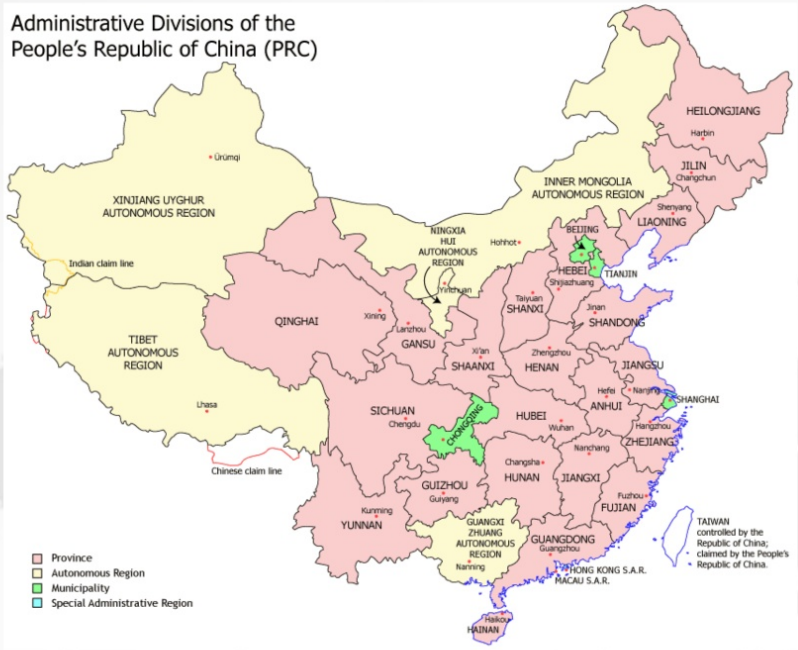 Administrative Divisions of the
People's Republic of China (PRC)
HEILONGJIANG
Harbin
JILIN
Changchun
Ürümqi
INNER MONGOLIA
AUTONOMOUS REGION
XINJIANG UYGHUR
AUTONOMOUS REGION
Shenyang
LIAONING
BEIJING
NINGXIA
HUI
AUTONOMOUS
REGION
Hohhot
Indian claim line
HEBEI
TIANJIN
Shijiazhuang
Yinchuan
Taiyuan
SHANXI
Jinan
SHANDONG
QINGHAI
Xining
Lanzhou
GANSU
TIBET
AUTONOMOUS
REGION
Xi'an
SHAANXI
Zhengzhou
HENAN
JIANGSU
Hefei
Nanjing
ANHUI
SHANGHAI
Lhasa
SICHUAN
Chengdu
CHONGQING
HUBEI
Wuhan
Hangzhou
ZHEJIANG
Nanchang
Changsha
HUNAN
JIANGXI
Chinese claim line
GUIZHOU
Guiyang
Fuzhou
FUJIAN
Kunming
YUNNAN
GUANGXI
ZHUANG
AUTONOMOUS
REGION
Nanning
GUANGDONG
Guangzhou
TAIWAN
controlled by the
Republic of China;
claimed by the People's
Republic of China.
HONG KONG S.A.R.
MACAU S.A.R.
Haikou
HAINAN
Province
Autonomous Region
Municipality
Special Administrative Region